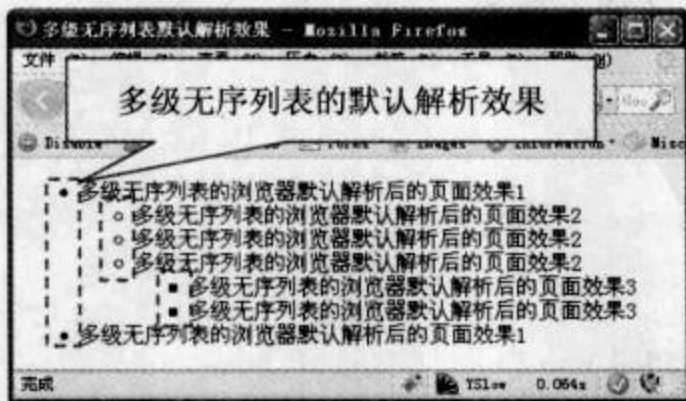 多级无序列表默认解析效果 - Mozilla Firefox
文件
多级无序列表的默认解析效果
Disable Forms Images Information Misc
• 多级无序列表的浏览器默认解析后的页面效果1
○ 多级无序列表的浏览器默认解析后的页面效果2
○ 多级无序列表的浏览器默认解析后的页面效果2
○ 多级无序列表的浏览器默认解析后的页面效果2
■ 多级无序列表的浏览器默认解析后的页面效果3
■ 多级无序列表的浏览器默认解析后的页面效果3
• 多级无序列表的浏览器默认解析后的页面效果1
完成 YSlow 0.064s